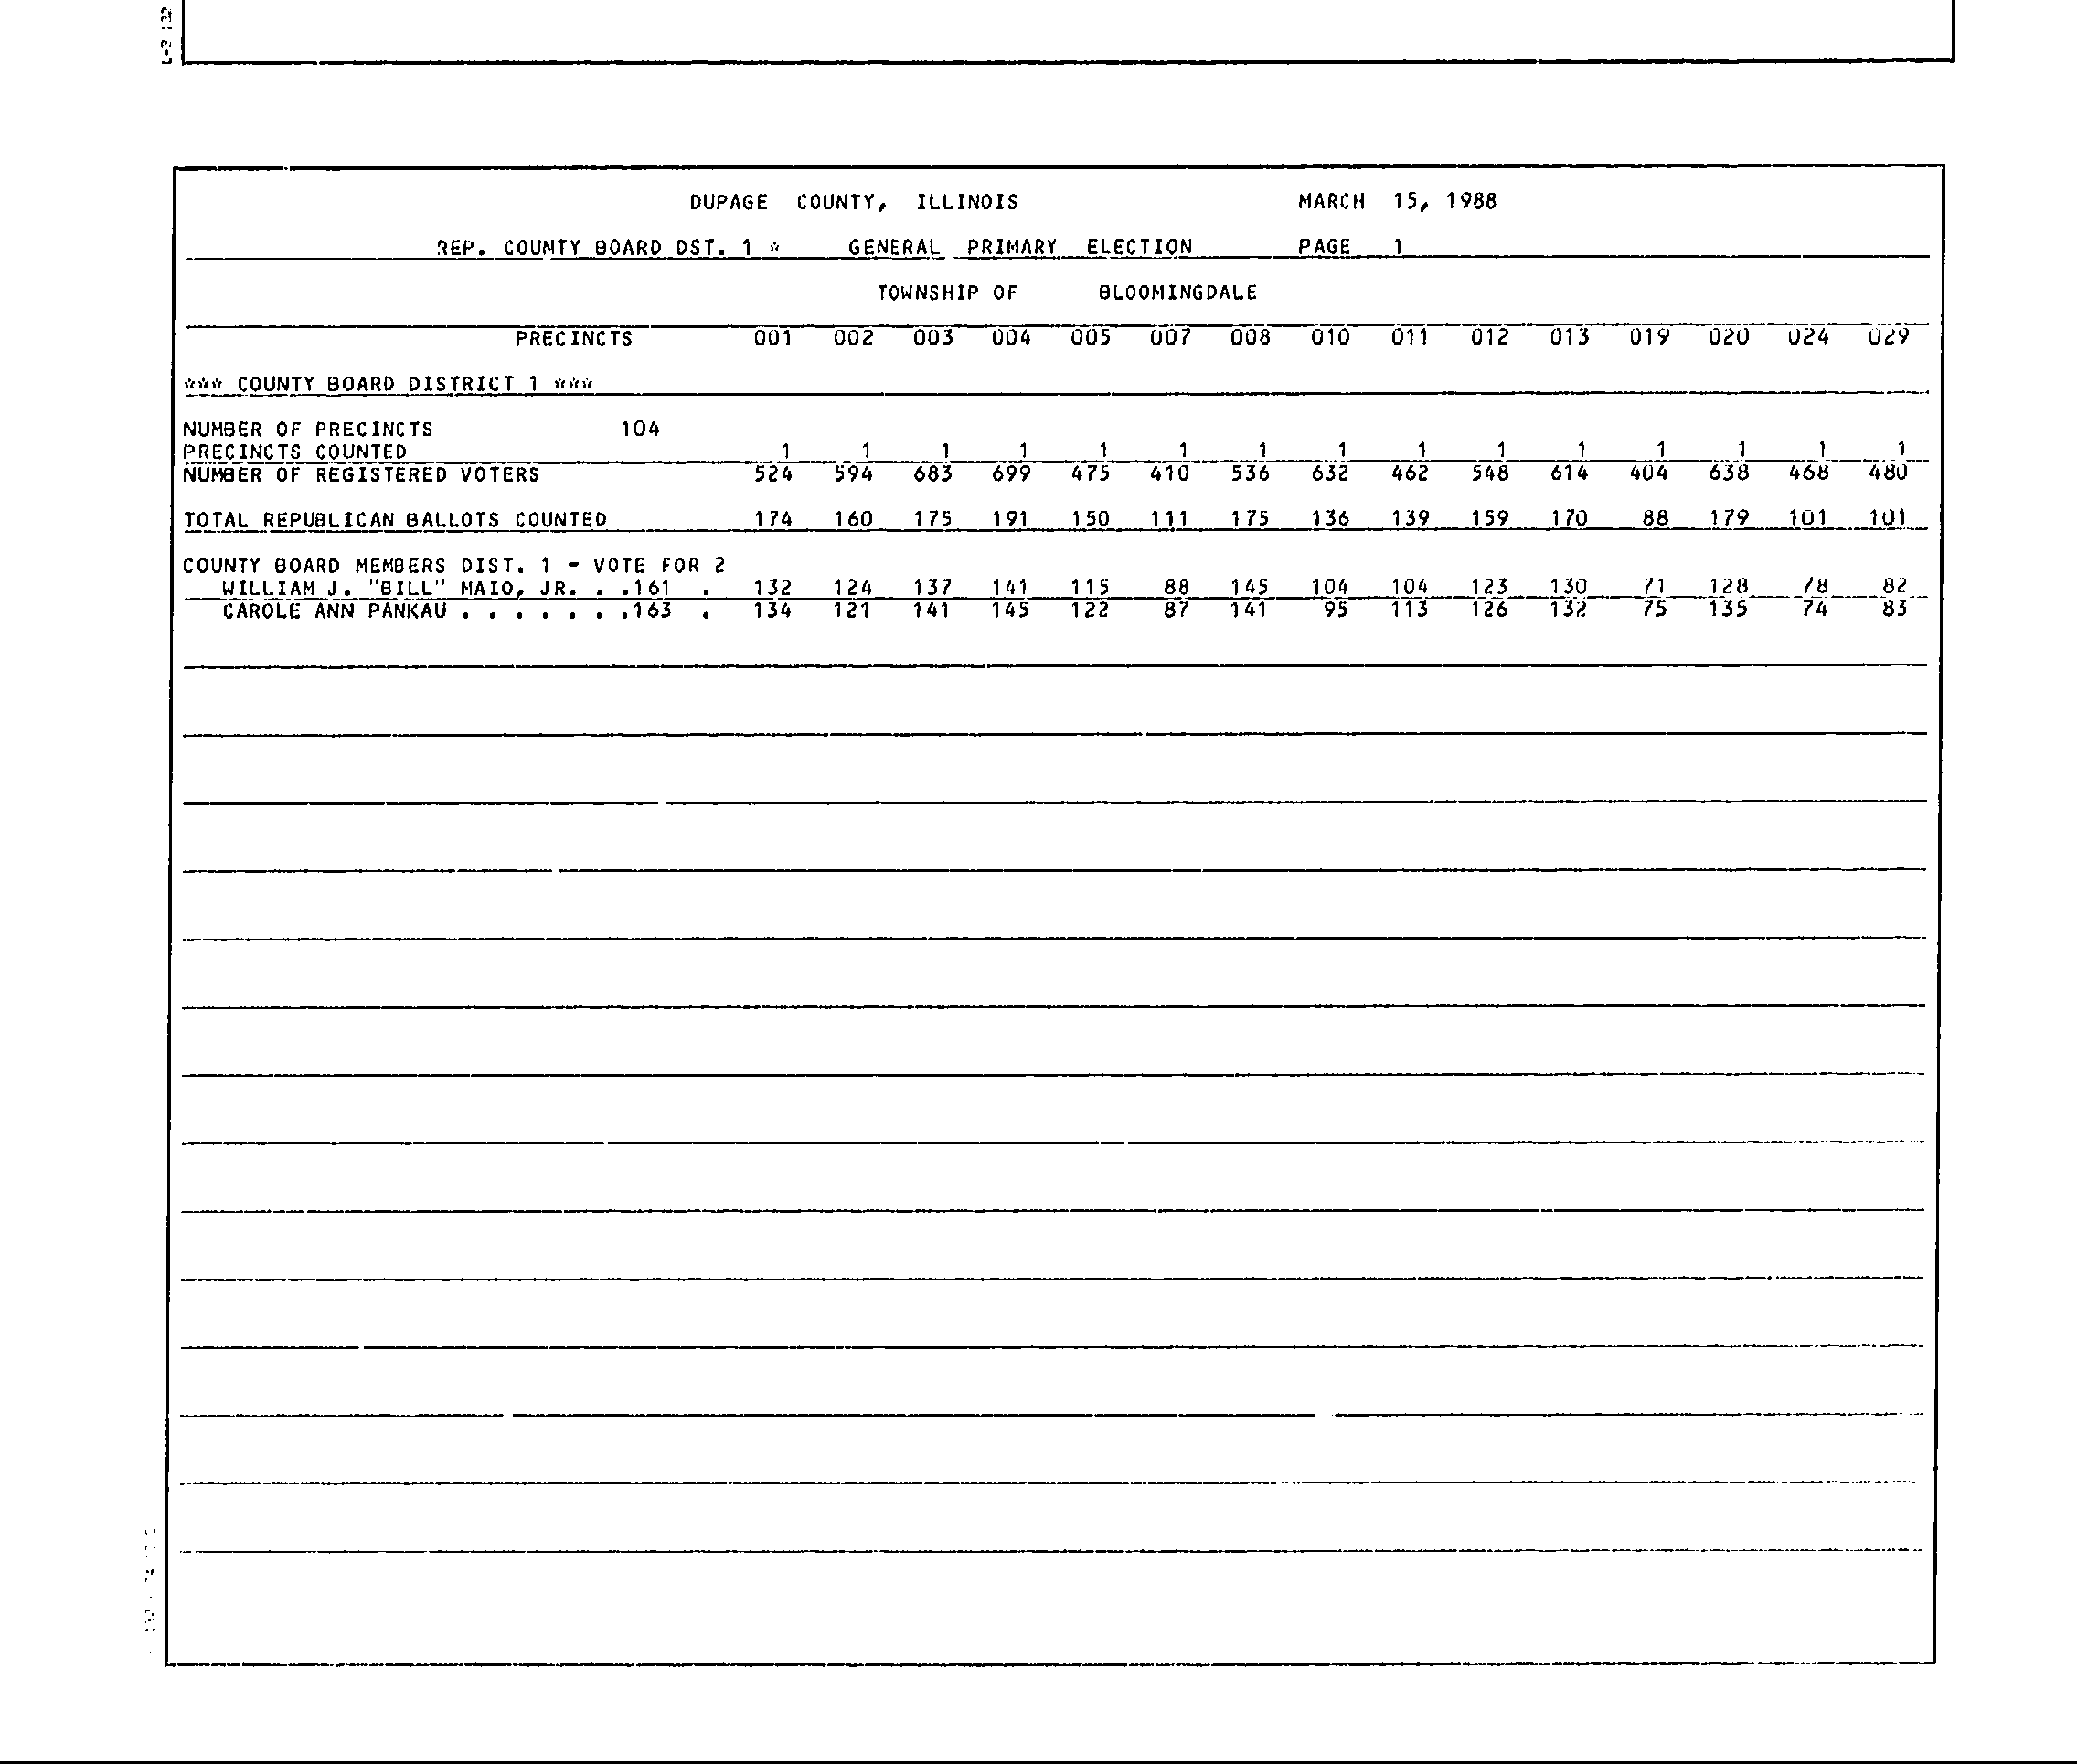 DUPAGE COUNTY, ILLINOIS MARCH 15, 1988
REP. COUNTY BOARD DST. 1 * GENERAL PRIMARY ELECTION PAGE 1
TOWNSHIP OF BLOOMINGDALE
PRECINCTS 001 002 003 004 005 007 008 010 011 012 013 019 020 024 029
*** COUNTY BOARD DISTRICT 1 ***
NUMBER OF PRECINCTS 104
PRECINCTS COUNTED 1 1 1 1 1 1 1 1 1 1 1 1 1 1 1
NUMBER OF REGISTERED VOTERS 524 594 683 699 475 410 536 632 462 548 614 404 638 468 480
TOTAL REPUBLICAN BALLOTS COUNTED 174 160 175 191 150 111 175 136 139 159 170 88 179 101 101
COUNTY BOARD MEMBERS DIST. 1 - VOTE FOR 2
WILLIAM J. "BILL" MAIO, JR. . .161 . 132 124 137 141 115 88 145 104 104 123 130 71 128 78 82
CAROLE ANN PANKAU . . . . . . .163 . 134 121 141 145 122 87 141 95 113 126 132 75 135 74 83